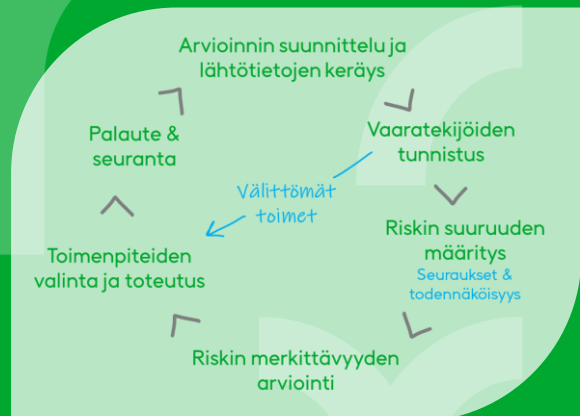 Arvioinnin suunnittelu ja
lähtötietojen keräys
Vaaratekijöiden
tunnistus
Riskin suuruuden
määritys
Seuraukset &
todennäköisyys
Riskin merkittävyyden
arviointi
Toimenpiteiden
valinta ja toteutus
Palaute &
seuranta
Välittömät
toimet